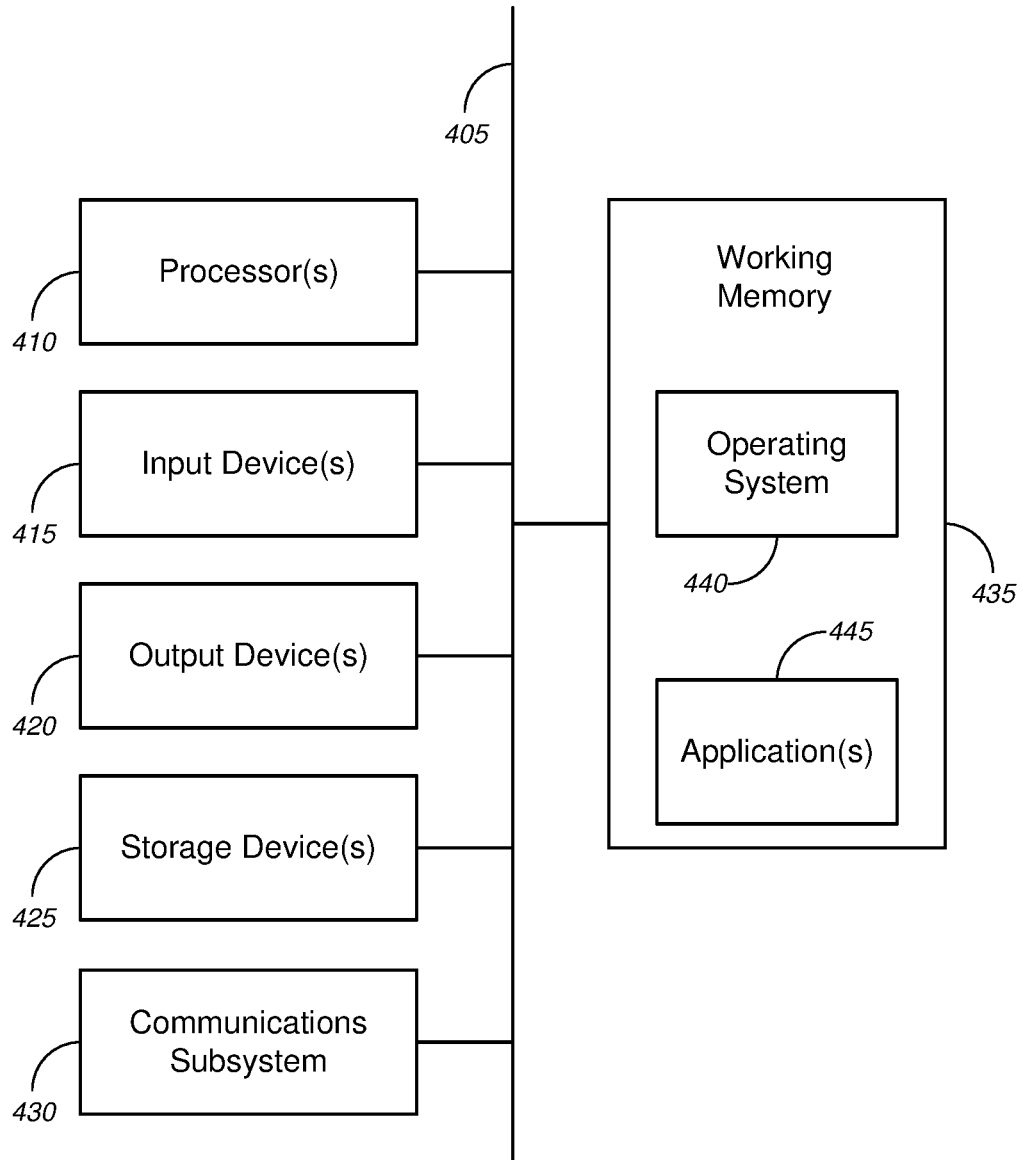 405
Processor(s)
410
Input Device(s)
415
Output Device(s)
420
Storage Device(s)
425
Communications
Subsystem
430
Working
Memory
Operating
System
440
435
445
Application(s)